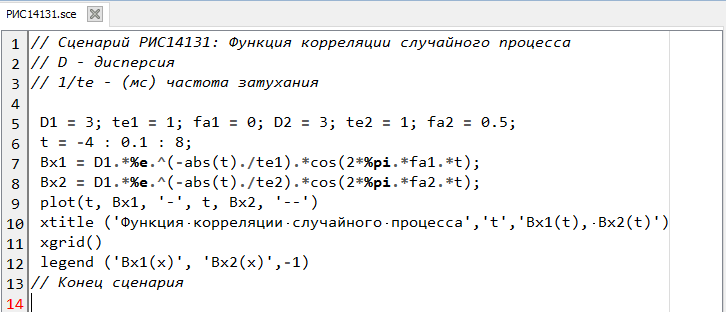 РИС14131.sce
1 // Сценарий РИС14131: Функция корреляции случайного процесса
2 // D - дисперсия
3 // 1/te - (мс) частота затухания
4
5 D1 = 3; te1 = 1; fa1 = 0; D2 = 3; te2 = 1; fa2 = 0.5;
6 t = -4 : 0.1 : 8;
7 Bx1 = D1.*%e.^(-abs(t)./te1).*cos(2*%pi.*fa1.*t);
8 Bx2 = D1.*%e.^(-abs(t)./te2).*cos(2*%pi.*fa2.*t);
9 plot(t, Bx1, '-', t, Bx2, '--')
10 xtitle ('Функция·корреляции·случайного·процесса','t','Bx1(t),·Bx2(t)')
11 xgrid()
12 legend ('Bx1(x)', 'Bx2(x)',-1)
13 // Конец сценария
14